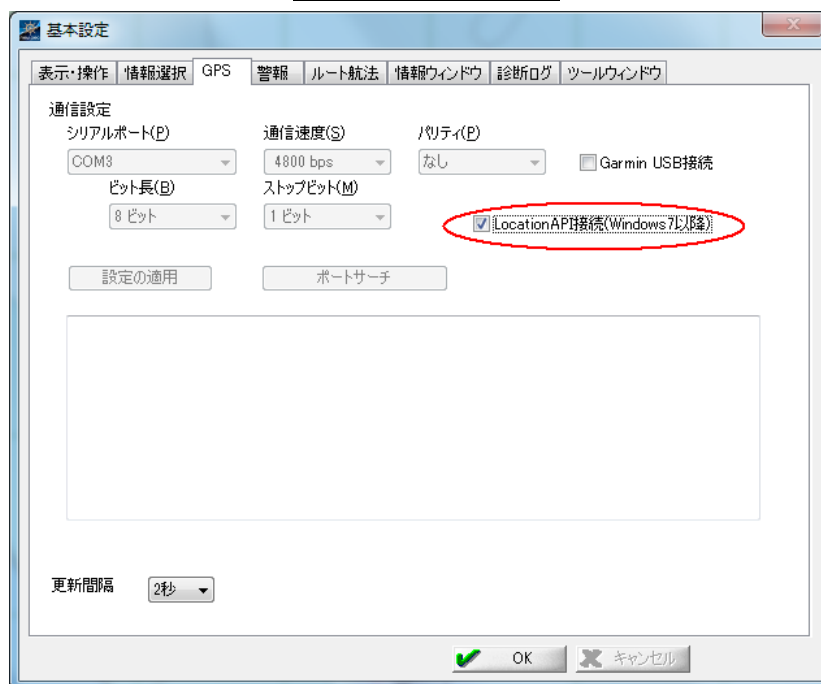 基本設定
表示・操作 情報選択 GPS 警報 ルート航法 情報ウィンドウ 診断ログ ツールウィンドウ
通信設定
シリアルポート(P) 通信速度(S) パリティ(P)
COM3 4800 bps なし Garmin USB接続
ビット長(B) ストップビット(M)
8 ビット 1 ビット LocationAPI接続(Windows7以降)
設定の適用 ポートサーチ
更新間隔 2秒
OK キャンセル